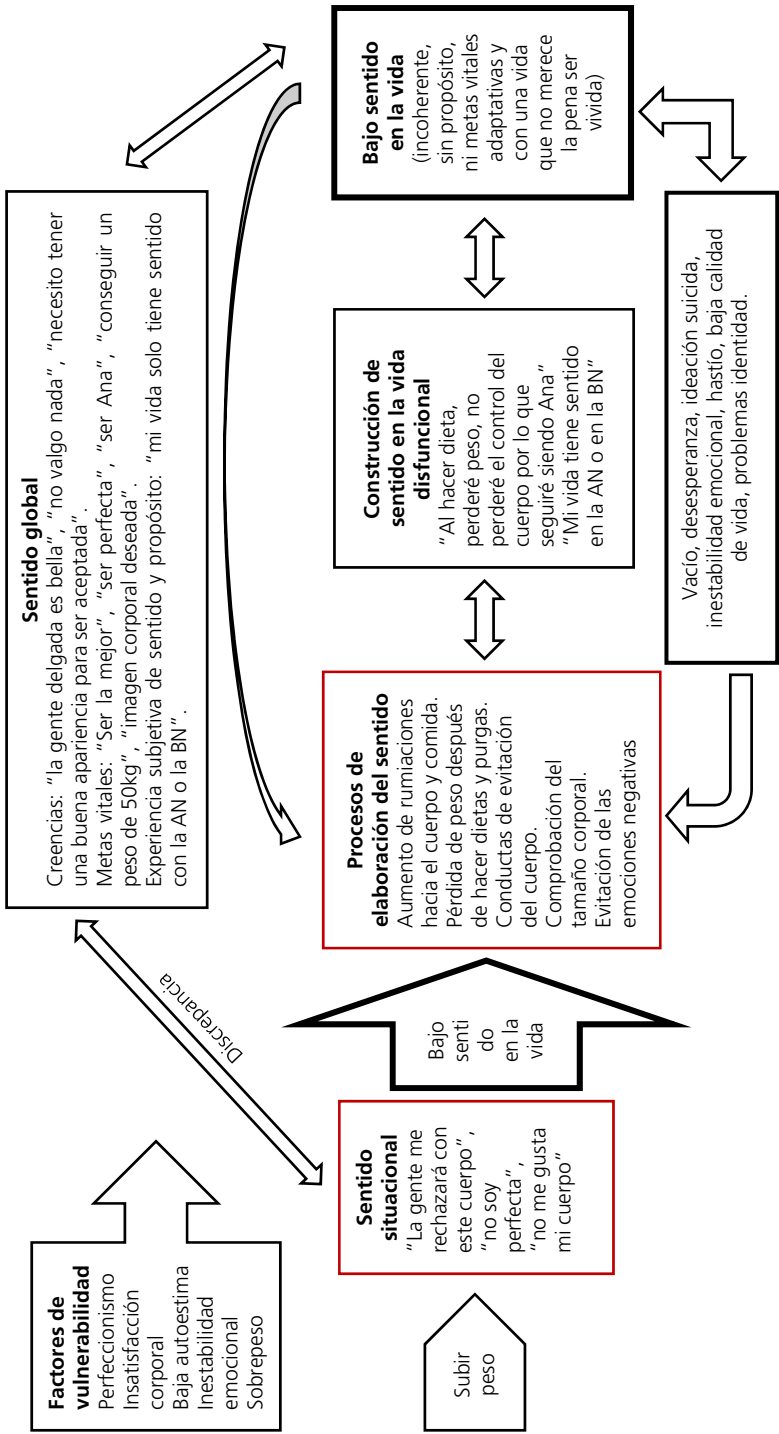 Factores de
vulnerabilidad
Perfeccionismo
Insatisfacción
corporal
Baja autoestima
Inestabilidad
emocional
Sobrepeso
Sentido global
Creencias: “la gente delgada es bella”, “no valgo nada”, “necesito tener
una buena apariencia para ser aceptada”.
Metas vitales: “Ser la mejor”, “ser perfecta”, “ser Ana”, “conseguir un
peso de 50kg”, “imagen corporal deseada”.
Experiencia subjetiva de sentido y propósito: “mi vida solo tiene sentido
con la AN o la BN”.
Discrepancia
Subir
peso
Sentido
situacional
“La gente me
rechazará con
este cuerpo”,
“no soy
perfecta”,
“no me gusta
mi cuerpo”
Bajo
senti
do
en la
vida
Procesos de
elaboración del sentido
Aumento de rumiaciones
hacia el cuerpo y comida.
Pérdida de peso después
de hacer dietas y purgas.
Conductas de evitación
del cuerpo.
Comprobación del
tamaño corporal.
Evitación de las
emociones negativas
Construcción de
sentido en la vida
disfuncional
“Al hacer dieta,
perderé peso, no
perderé el control del
cuerpo por lo que
seguiré siendo Ana”
“Mi vida tiene sentido
en la AN o en la BN”
Bajo sentido
en la vida
(incoherente,
sin propósito,
ni metas vitales
adaptativas y
con una vida
que no merece
la pena ser
vivida)
Vacío, desesperanza, ideación suicida,
inestabilidad emocional, hastío, baja calidad
de vida, problemas identidad.